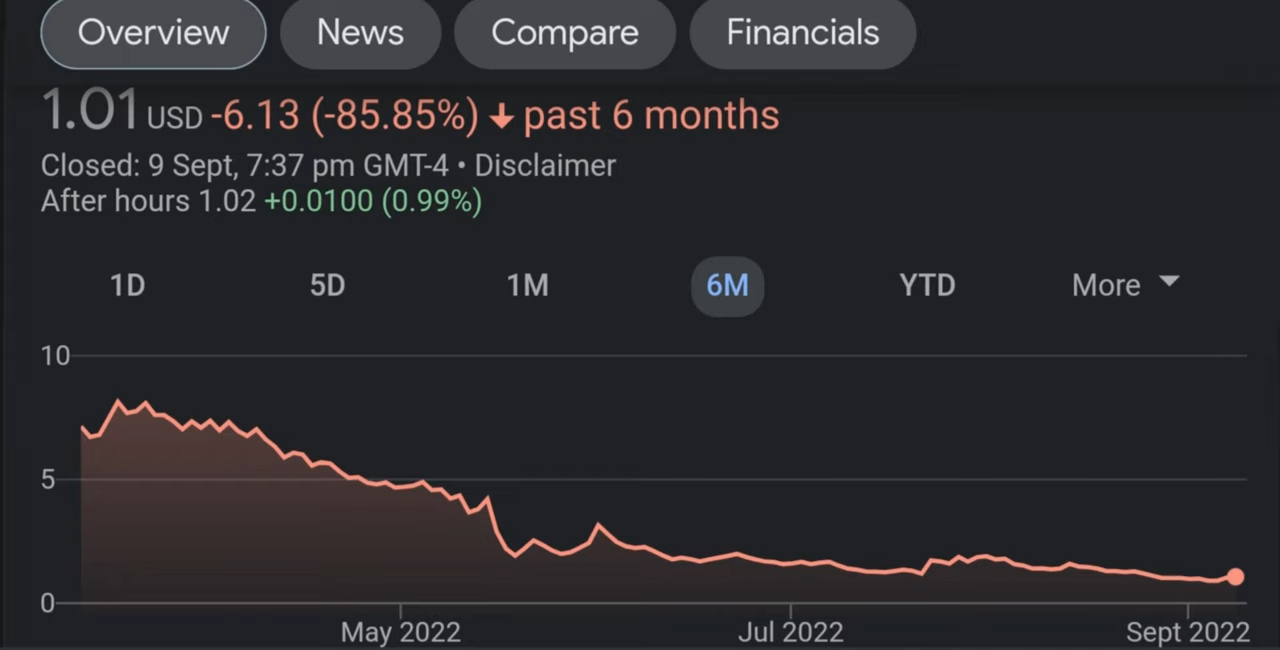 Overview News Compare Financials
1.01 USD -6.13 (-85.85%) ↓ past 6 months
Closed: 9 Sept, 7:37 pm GMT-4 • Disclaimer
After hours 1.02 +0.0100 (0.99%)
1D 5D 1M 6M YTD More
10
5
0
May 2022 Jul 2022 Sept 2022